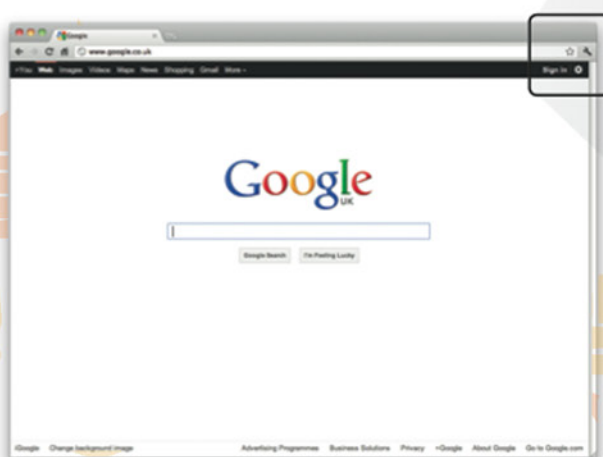 Google
www.google.co.uk
+You Web Images Videos Maps News Shopping Gmail More
Sign in
Google
UK
Google Search I'm Feeling Lucky
iGoogle Change background image Advertising Programmes Business Solutions Privacy +Google About Google Go to Google.com